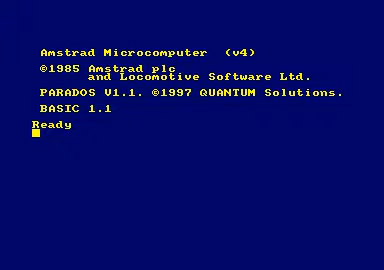 Amstrad Microcomputer  (v4)
©1985 Amstrad plc
and Locomotive Software Ltd.
PARADOS V1.1. ©1997 QUANTUM Solutions.
BASIC 1.1
Ready